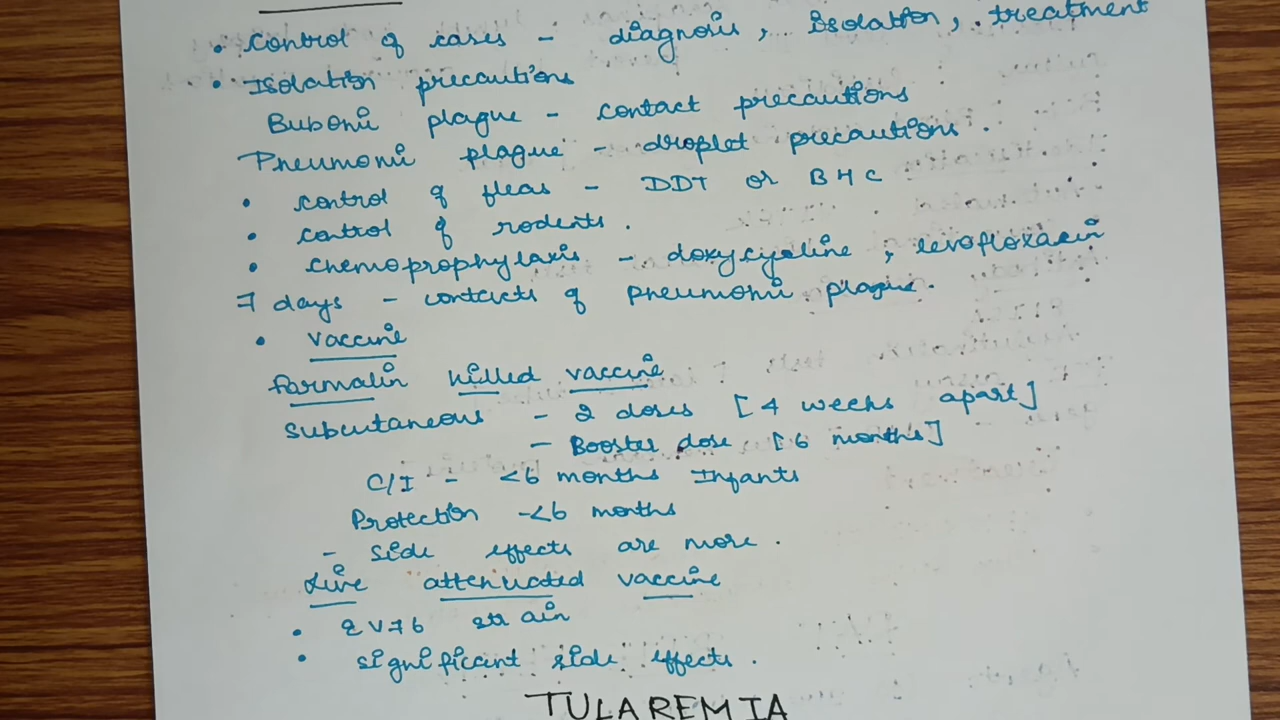 • Control of cases - diagnosis, isolation, treatment
• Isolation precautions
Bubonic plague - contact precautions
Pneumonic plague - droplet precautions.
• control of fleas - DDT or BHC
• control of rodents.
• chemoprophylaxis - doxycycline, levofloxacin
7 days - contacts of pneumonic plague.
• vaccine
Formalin killed vaccine
subcutaneous - 2 doses [4 weeks apart]
- Booster dose [6 months]
C/I - <6 months Infants
Protection - <6 months
- side effects are more.
Live attenuated vaccine
• EV76 strain
• significant side effects.
TULAREMIA